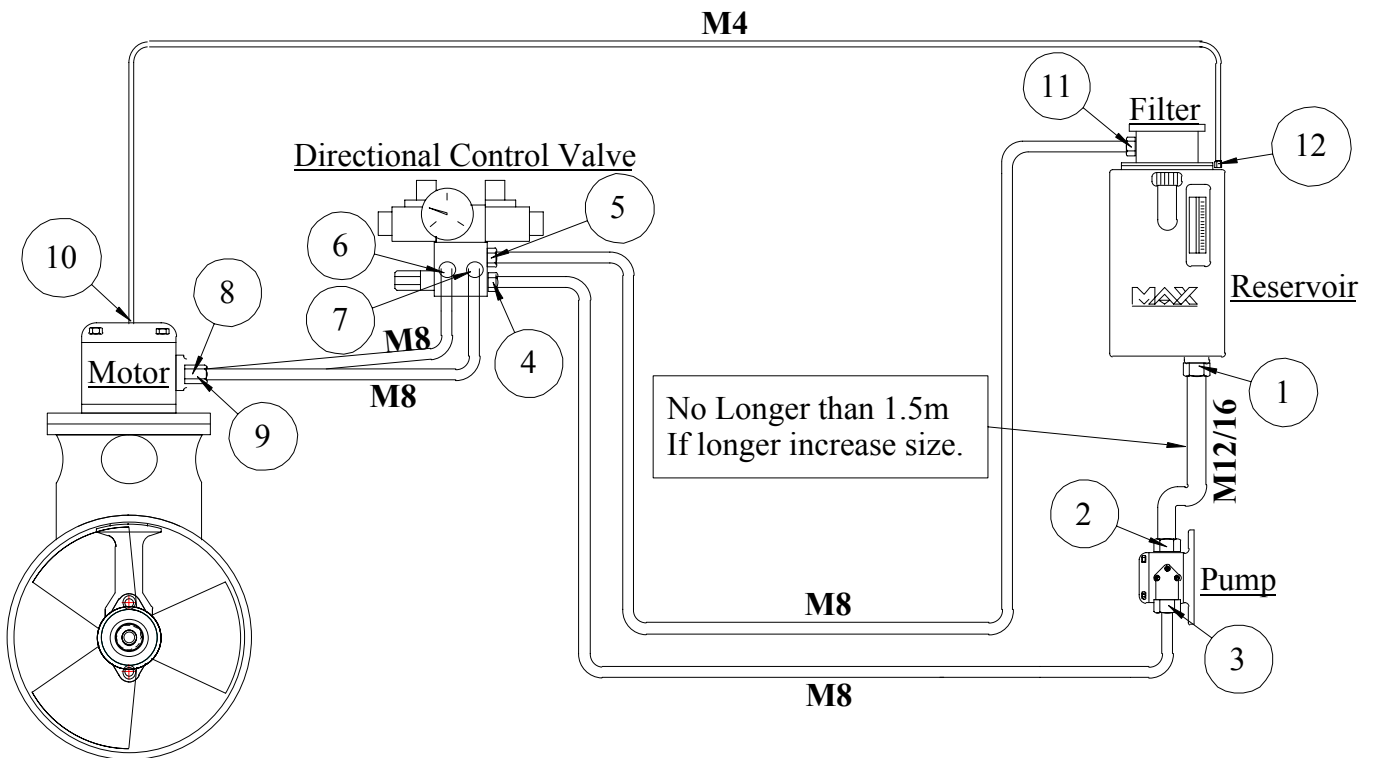 M4
11
Filter
12
Directional Control Valve
5
6
10
8
7
M8
4
Reservoir
MAX
Motor
M8
9
1
No Longer than 1.5m
If longer increase size.
M12/16
2
Pump
M8
3
M8